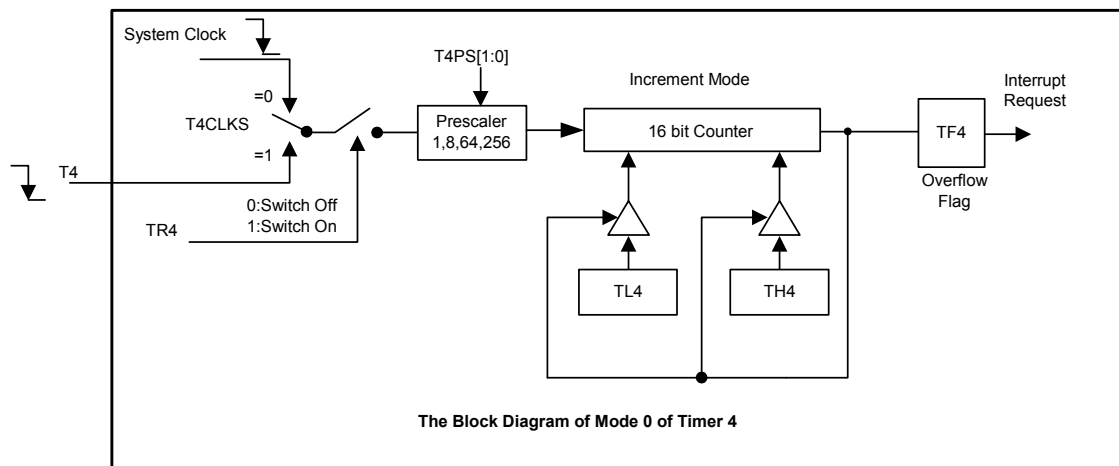 System Clock
T4PS[1:0]
Increment Mode
Interrupt
Request
=0
T4CLKS
=1
Prescaler
1,8,64,256
16 bit Counter
TF4
Overflow
Flag
T4
0:Switch Off
1:Switch On
TR4
TL4
TH4
The Block Diagram of Mode 0 of Timer 4